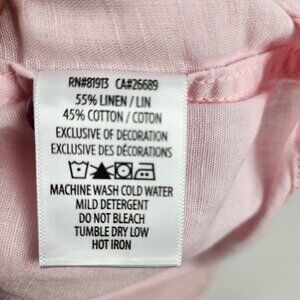 RN#81913 CA#26689
55% LINEN / LIN
45% COTTON / COTON
EXCLUSIVE OF DECORATION
EXCLUSIVE DES DÉCORATIONS
MACHINE WASH COLD WATER
MILD DETERGENT
DO NOT BLEACH
TUMBLE DRY LOW
HOT IRON